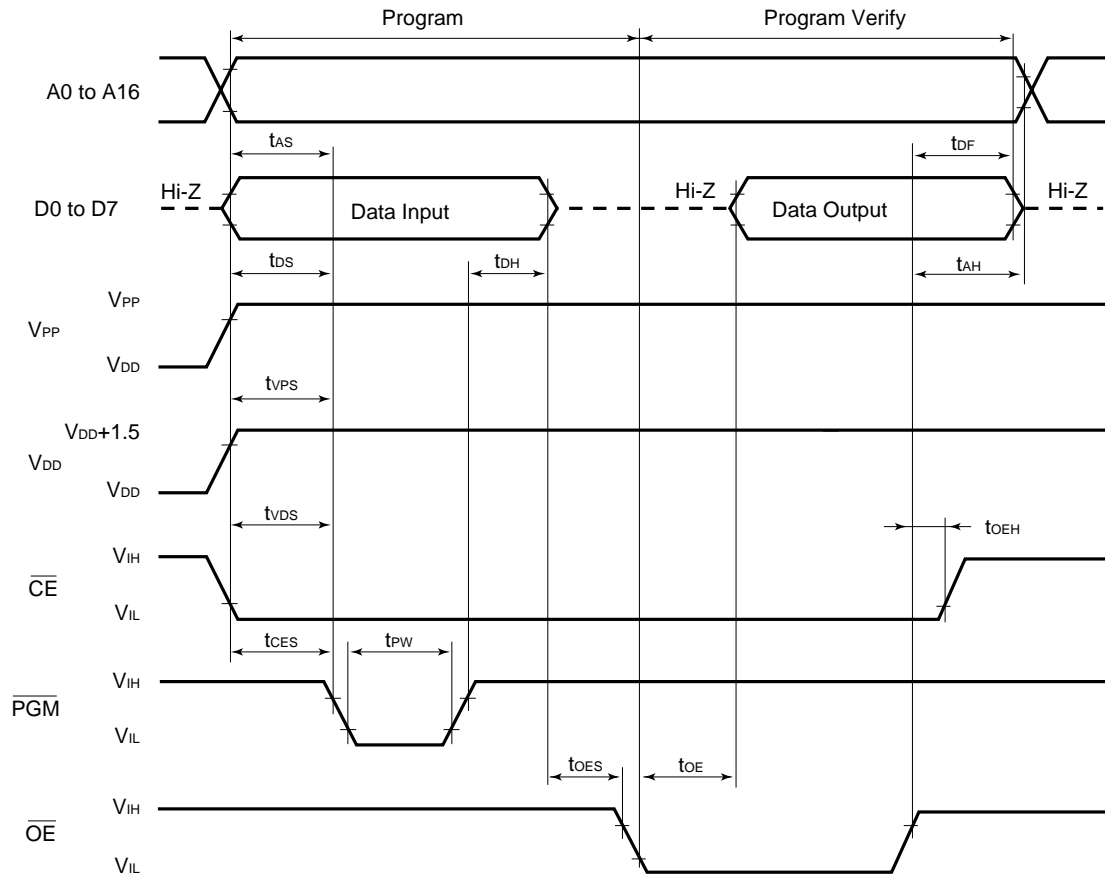 Program Program Verify
A0 to A16
tAS tDF
Hi-Z Hi-Z Hi-Z
D0 to D7 Data Input Data Output
tDS tDH tAH
VPP
VPP
VDD
tVPS
VDD+1.5
VDD
VDD
tVDS tOEH
VIH
CE
VIL
tCES tPW
VIH
PGM
VIL
tOES tOE
VIH
OE
VIL